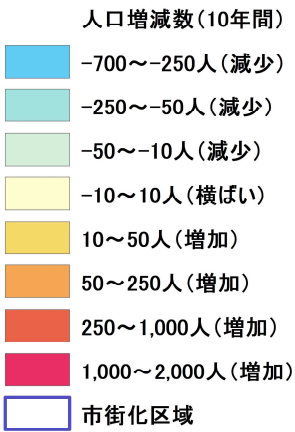 人口増減数（10年間）
-700～-250人（減少）
-250～-50人（減少）
-50～-10人（減少）
-10～10人（横ばい）
10～50人（増加）
50～250人（増加）
250～1,000人（増加）
1,000～2,000人（増加）
市街化区域